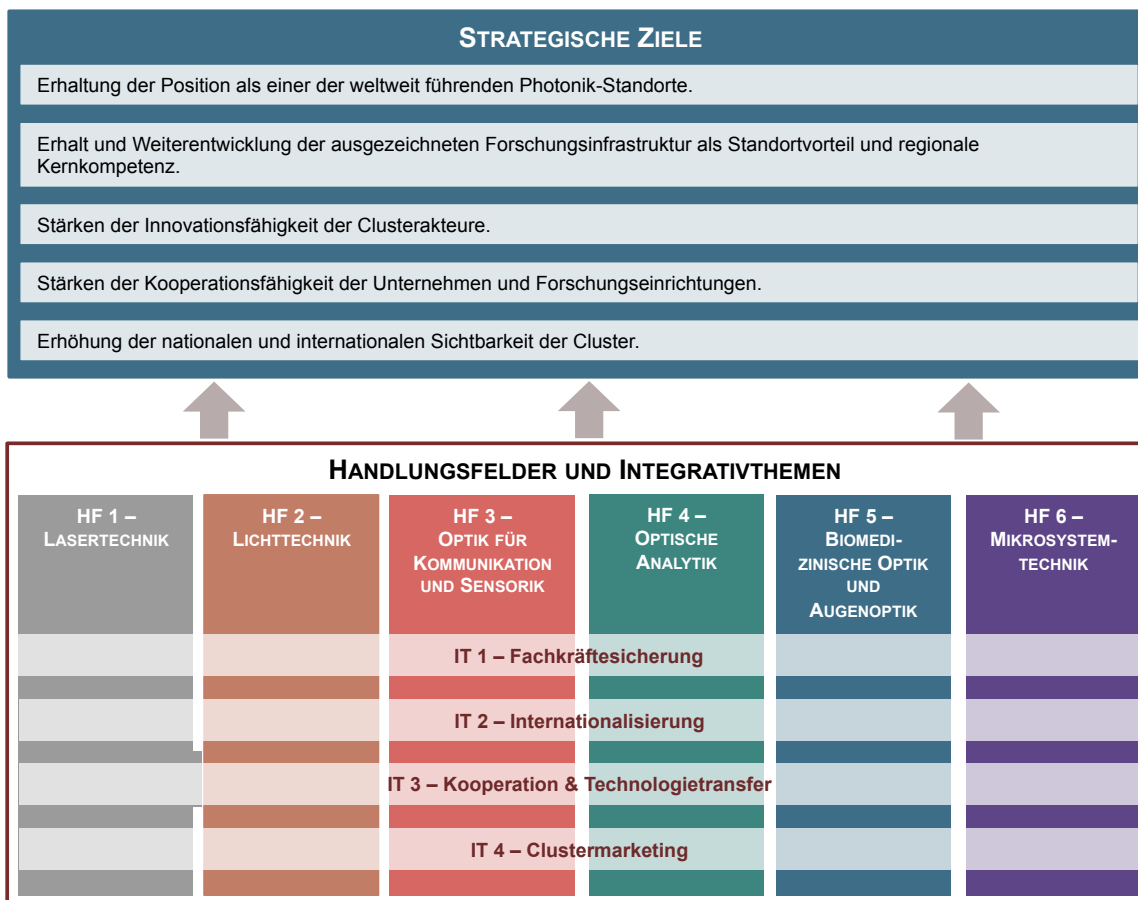 STRATEGISCHE ZIELE
Erhaltung der Position als einer der weltweit führenden Photonik-Standorte.
Erhalt und Weiterentwicklung der ausgezeichneten Forschungsinfrastruktur als Standortvorteil und regionale
Kernkompetenz.
Stärken der Innovationsfähigkeit der Clusterakteure.
Stärken der Kooperationsfähigkeit der Unternehmen und Forschungseinrichtungen.
Erhöhung der nationalen und internationalen Sichtbarkeit der Cluster.
HANDLUNGSFELDER UND INTEGRATIVTHEMEN
HF 1 –
LASERTECHNIK
HF 2 –
LICHTTECHNIK
HF 3 –
OPTIK FÜR
KOMMUNIKATION
UND SENSORIK
HF 4 –
OPTISCHE
ANALYTIK
HF 5 –
BIOMEDI-
ZINISCHE OPTIK
UND
AUGENOPTIK
HF 6 –
MIKROSYSTEM-
TECHNIK
IT 1 – Fachkräftesicherung
IT 2 – Internationalisierung
IT 3 – Kooperation & Technologietransfer
IT 4 – Clustermarketing